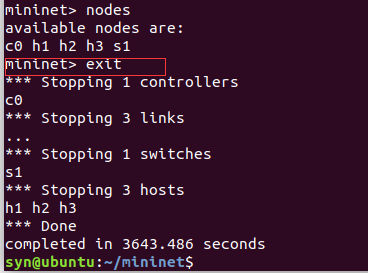 mininet> nodes
available nodes are:
c0 h1 h2 h3 s1
mininet> exit
*** Stopping 1 controllers
c0
*** Stopping 3 links
...
*** Stopping 1 switches
s1
*** Stopping 3 hosts
h1 h2 h3
*** Done
completed in 3643.486 seconds
syn@ubuntu:~/mininet$